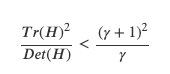 Tr(H)² / Det(H) < (γ + 1)² / γ